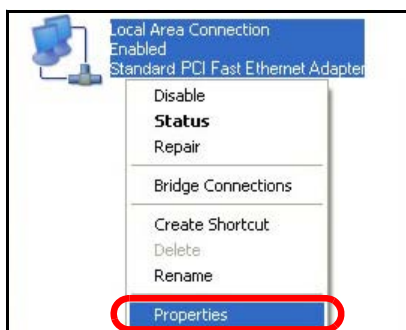 Local Area Connection
Enabled
Standard PCI Fast Ethernet Adapter
Disable
Status
Repair
Bridge Connections
Create Shortcut
Delete
Rename
Properties